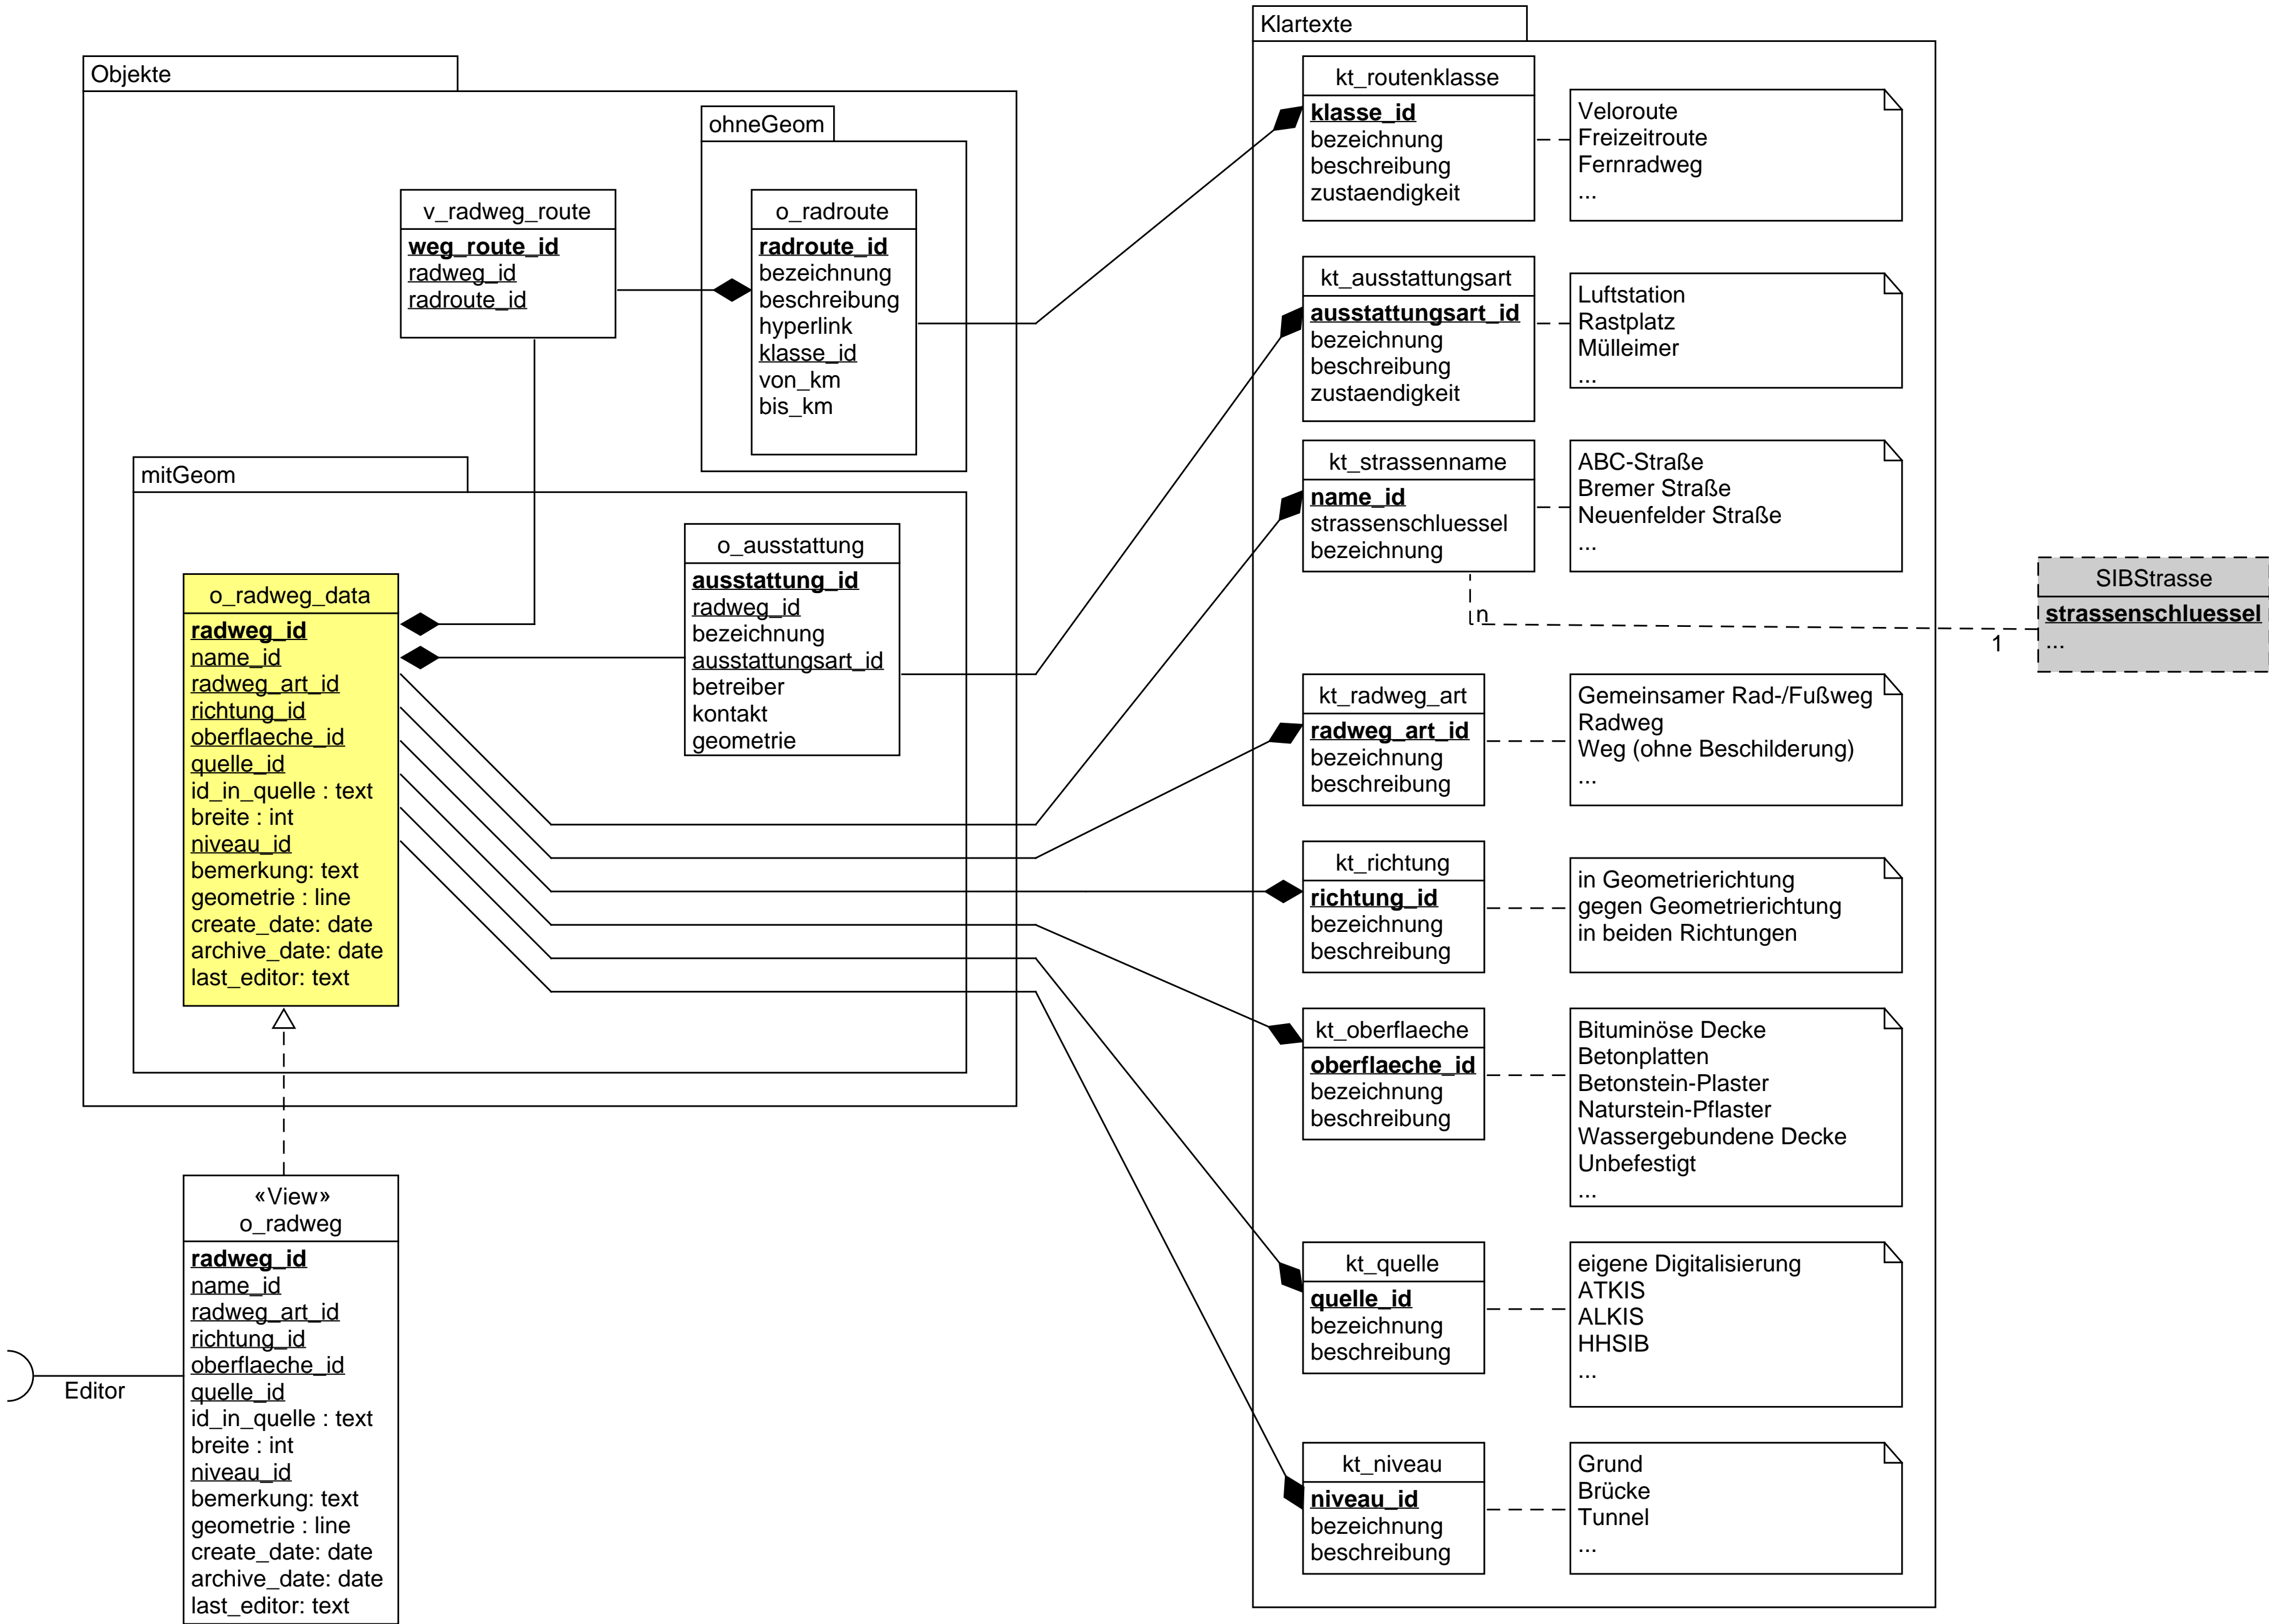 Objekte
ohneGeom
v_radweg_route
weg_route_id
radweg_id
radroute_id
o_radroute
radroute_id
bezeichnung
beschreibung
hyperlink
klasse_id
von_km
bis_km
mitGeom
o_radweg_data
radweg_id
name_id
radweg_art_id
richtung_id
oberflaeche_id
quelle_id
id_in_quelle : text
breite : int
niveau_id
bemerkung: text
geometrie : line
create_date: date
archive_date: date
last_editor: text
o_ausstattung
ausstattung_id
radweg_id
bezeichnung
ausstattungsart_id
betreiber
kontakt
geometrie
«View»
o_radweg
radweg_id
name_id
radweg_art_id
richtung_id
oberflaeche_id
quelle_id
id_in_quelle : text
breite : int
niveau_id
bemerkung: text
geometrie : line
create_date: date
archive_date: date
last_editor: text
Editor
Klartexte
kt_routenklasse
klasse_id
bezeichnung
beschreibung
zustaendigkeit
Veloroute
Freizeitroute
Fernradweg
...
kt_ausstattungsart
ausstattungsart_id
bezeichnung
beschreibung
zustaendigkeit
Luftstation
Rastplatz
Mülleimer
...
kt_strassenname
name_id
strassenschluessel
bezeichnung
ABC-Straße
Bremer Straße
Neuenfelder Straße
...
n
1
SIBStrasse
strassenschluessel
...
kt_radweg_art
radweg_art_id
bezeichnung
beschreibung
Gemeinsamer Rad-/Fußweg
Radweg
Weg (ohne Beschilderung)
...
kt_richtung
richtung_id
bezeichnung
beschreibung
in Geometrierichtung
gegen Geometrierichtung
in beiden Richtungen
kt_oberflaeche
oberflaeche_id
bezeichnung
beschreibung
Bituminöse Decke
Betonplatten
Betonstein-Plaster
Naturstein-Pflaster
Wassergebundene Decke
Unbefestigt
...
kt_quelle
quelle_id
bezeichnung
beschreibung
eigene Digitalisierung
ATKIS
ALKIS
HHSIB
...
kt_niveau
niveau_id
bezeichnung
beschreibung
Grund
Brücke
Tunnel
...